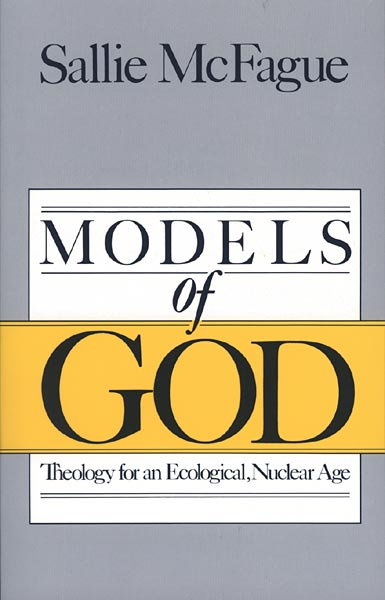 Sallie McFague
MODELS
of
GOD
Theology for an Ecological, Nuclear Age